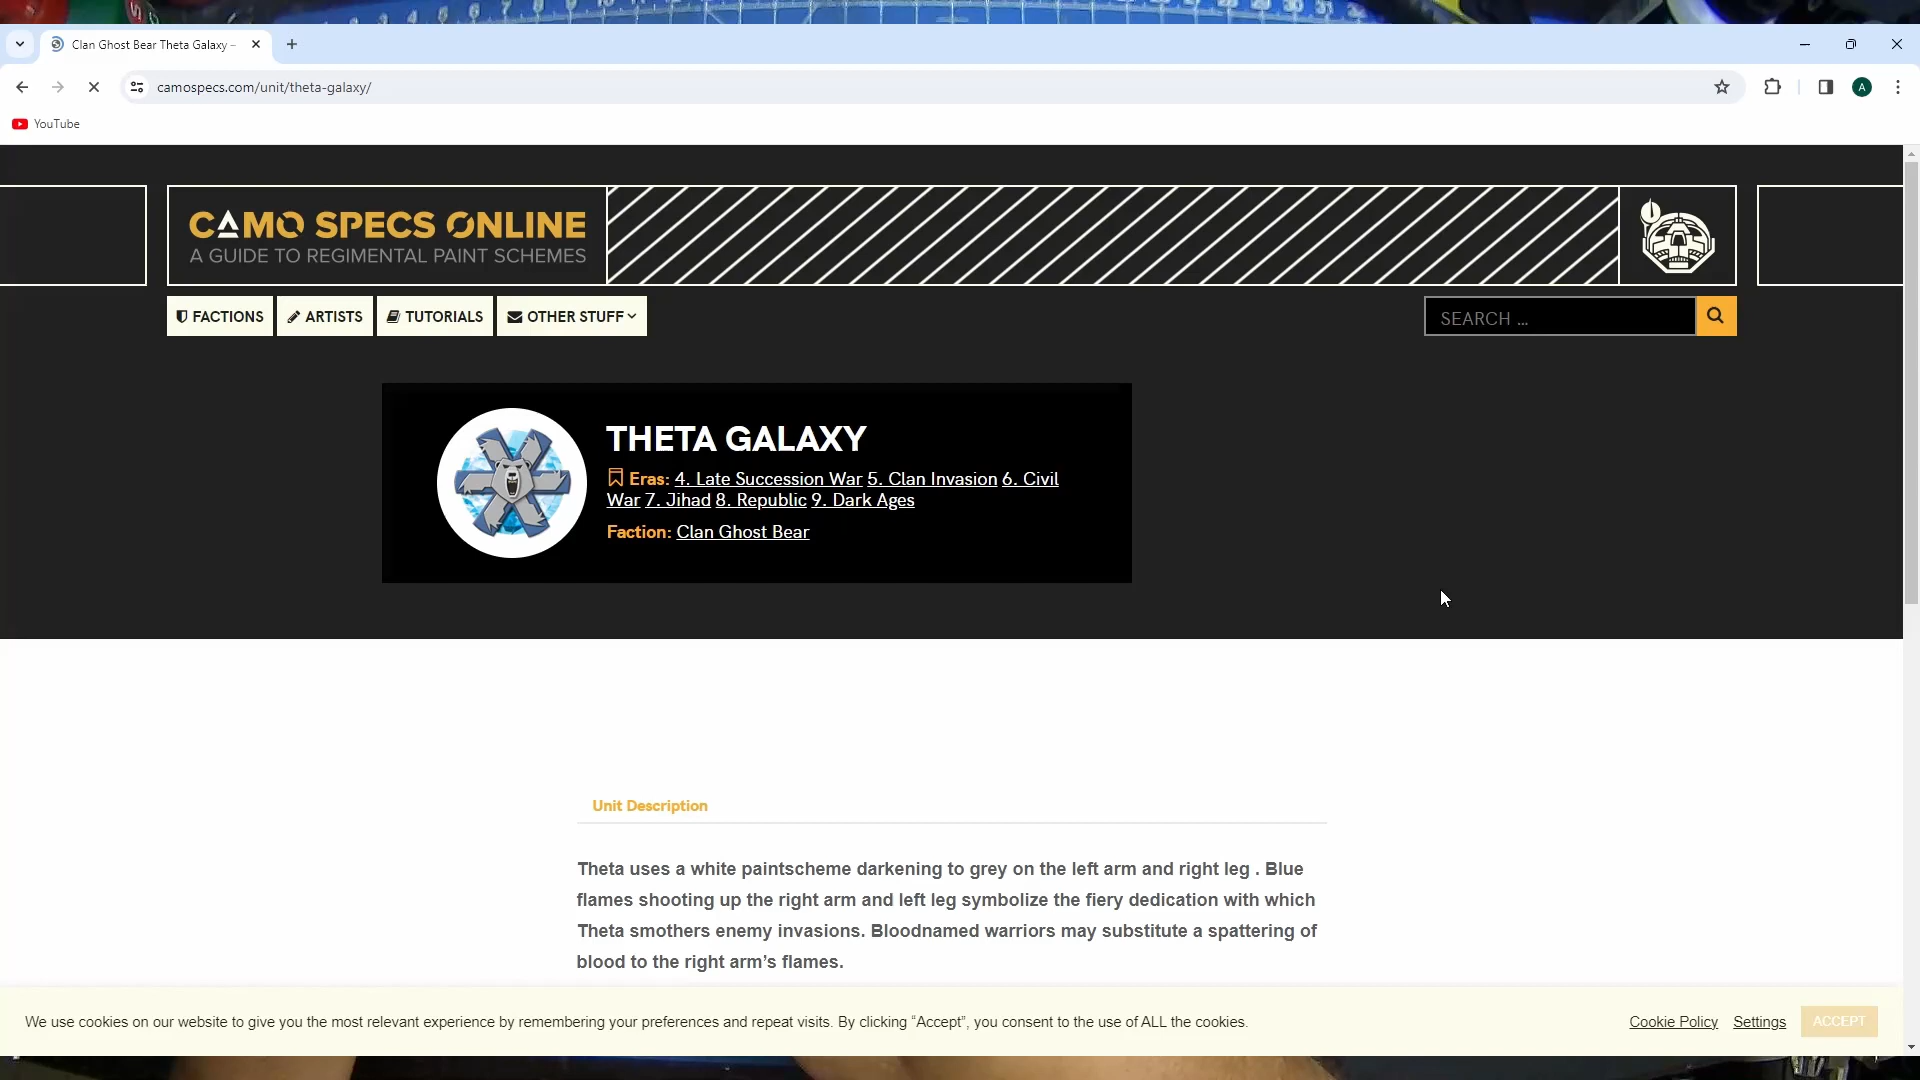 Clan Ghost Bear Theta Galaxy -
camospecs.com/unit/theta-galaxy/
A
YouTube
CAMO SPECS ONLINE
A GUIDE TO REGIMENTAL PAINT SCHEMES
FACTIONS ARTISTS TUTORIALS OTHER STUFF
SEARCH ...
THETA GALAXY
Eras: 4. Late Succession War 5. Clan Invasion 6. Civil
War 7. Jihad 8. Republic 9. Dark Ages
Faction: Clan Ghost Bear
Unit Description
Theta uses a white paintscheme darkening to grey on the left arm and right leg . Blue
flames shooting up the right arm and left leg symbolize the fiery dedication with which
Theta smothers enemy invasions. Bloodnamed warriors may substitute a spattering of
blood to the right arm’s flames.
We use cookies on our website to give you the most relevant experience by remembering your preferences and repeat visits. By clicking “Accept”, you consent to the use of ALL the cookies.
Cookie Policy Settings ACCEPT